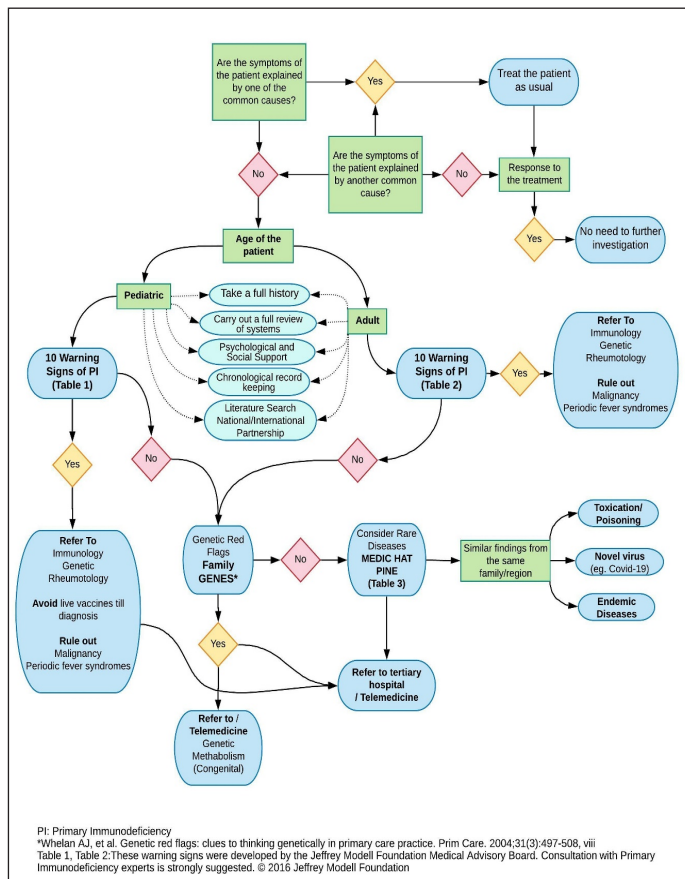 Are the symptoms of
the patient explained
by one of the
common causes?
Yes
Treat the patient
as usual
No
Are the symptoms of
the patient explained
by another common
cause?
No
Response to
the treatment
Yes
No need to further
investigation
Age of the
patient
Pediatric
Take a full history
Carry out a full review
of systems
Psychological and
Social Support
Chronological record
keeping
Literature Search
National/International
Partnership
Adult
10 Warning
Signs of PI
(Table 1)
10 Warning
Signs of PI
(Table 2)
Yes
Refer To
Immunology
Genetic
Rheumotology
Rule out
Malignancy
Periodic fever syndromes
Yes
No
No
Refer To
Immunology
Genetic
Rheumotology
Avoid live vaccines till
diagnosis
Rule out
Malignancy
Periodic fever syndromes
Genetic Red
Flags
Family
GENES*
No
Consider Rare
Diseases
MEDIC HAT
PINE
(Table 3)
Similar findings from
the same
family/region
Toxication/
Poisoning
Novel virus
(eg. Covid-19)
Endemic
Diseases
Yes
Refer to tertiary
hospital
/ Telemedicine
Refer to /
Telemedicine
Genetic
Methabolism
(Congenital)
PI: Primary Immunodeficiency
*Whelan AJ, et al. Genetic red flags: clues to thinking genetically in primary care practice. Prim Care. 2004;31(3):497-508, viii
Table 1, Table 2:These warning signs were developed by the Jeffrey Modell Foundation Medical Advisory Board. Consultation with Primary
Immunodeficiency experts is strongly suggested. © 2016 Jeffrey Modell Foundation